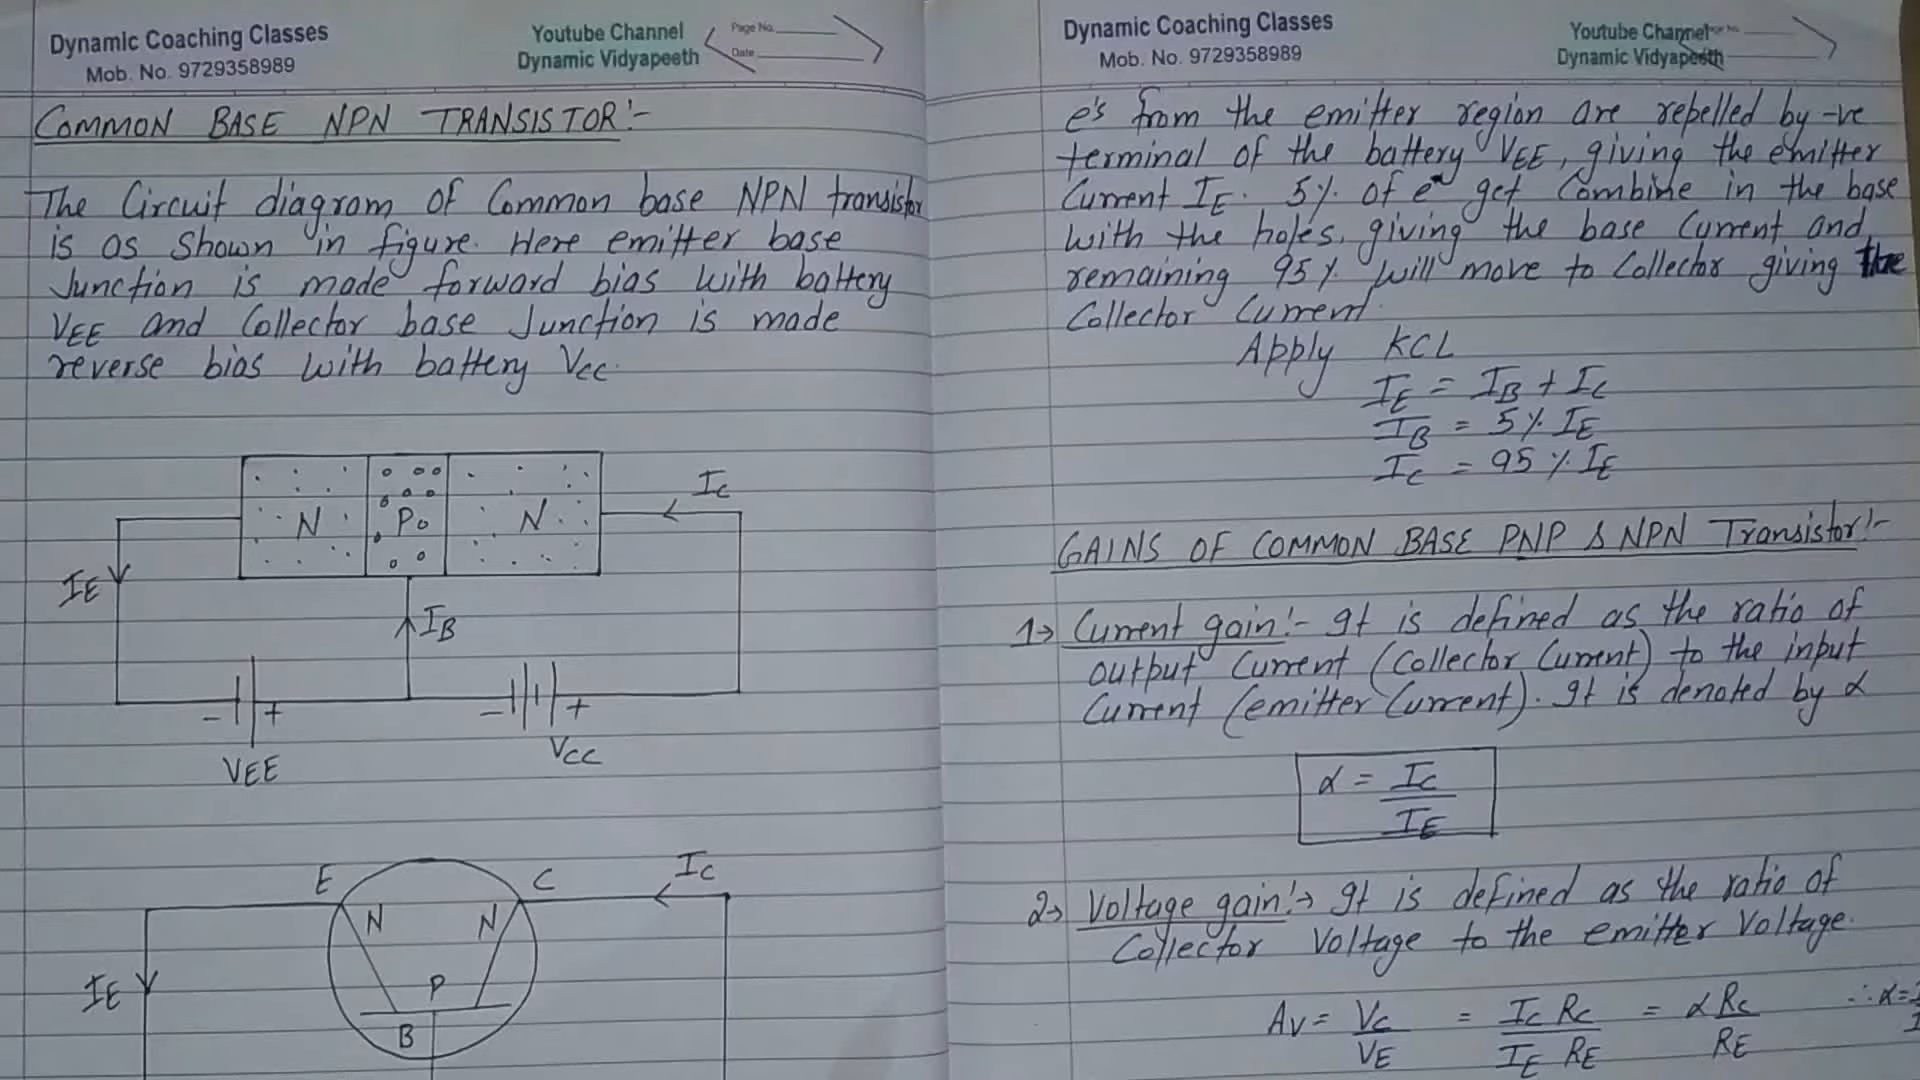 Dynamic Coaching Classes
Mob. No. 9729358989
Youtube Channel
Dynamic Vidyapeeth
Page No.
Date
COMMON BASE NPN TRANSISTOR:-
The Circuit diagram of Common base NPN transistor
is as shown in figure. Here emitter base
Junction is made forward bias with battery
VEE and Collector base Junction is made
reverse bias with battery Vcc.
N Po N
IC
IE
IB
- + - +
VEE
VCC
E C IC
N N
IE
P
B
Dynamic Coaching Classes
Mob. No. 9729358989
Youtube Channel
Dynamic Vidyapeeth
e's from the emitter region are repelled by -ve
terminal of the battery VEE, giving the emitter
Current IE. 5% of e⁻ get Combine in the base
with the holes, giving the base Current and
remaining 95% will move to Collector giving the
Collector Current.
Apply KCL
IE = IB + IC
IB = 5% IE
IC = 95% IE
GAINS OF COMMON BASE PNP & NPN Transistor:-
1→ Current gain:- It is defined as the ratio of
output Current (Collector Current) to the input
Current (emitter Current). It is denoted by α
α = IC / IE
2→ Voltage gain:→ It is defined as the ratio of
Collector Voltage to the emitter Voltage.
AV = VC / VE = IC RC / IE RE = α RC / RE ∴ α=